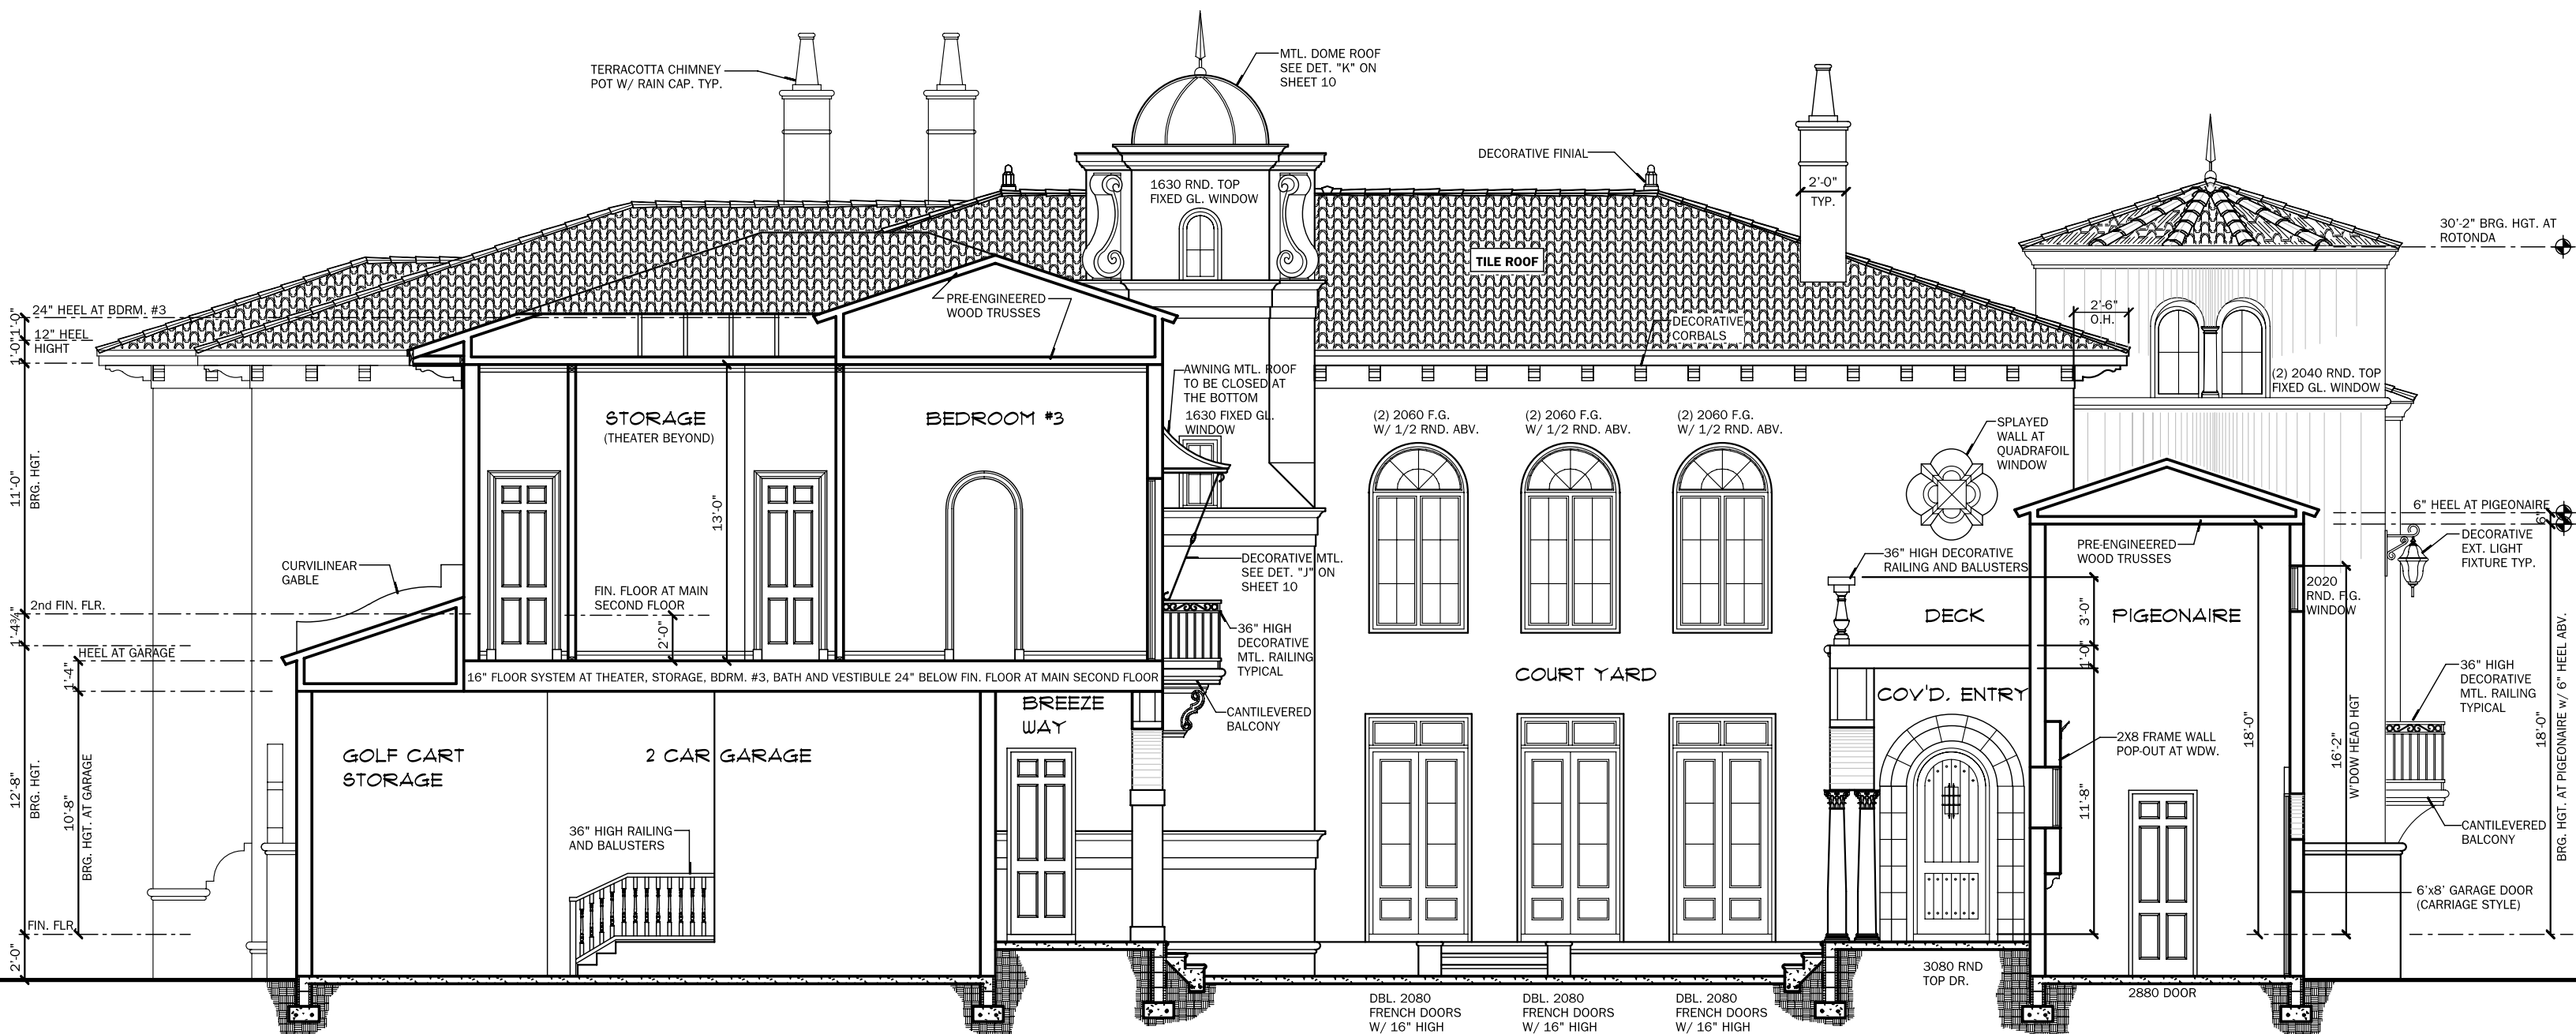 TERRACOTTA CHIMNEY
POT W/ RAIN CAP. TYP.
MTL. DOME ROOF
SEE DET. "K" ON
SHEET 10
DECORATIVE FINIAL
1630 RND. TOP
FIXED GL. WINDOW
2'-0"
TYP.
30'-2" BRG. HGT. AT
ROTONDA
TILE ROOF
24" HEEL AT BDRM. #3
12" HEEL
HIGHT
1'-0"
1'-0"
PRE-ENGINEERED
WOOD TRUSSES
DECORATIVE
CORBALS
2'-6"
O.H.
(2) 2040 RND. TOP
FIXED GL. WINDOW
AWNING MTL. ROOF
TO BE CLOSED AT
THE BOTTOM
1630 FIXED GL.
WINDOW
STORAGE
(THEATER BEYOND)
BEDROOM #3
(2) 2060 F.G.
W/ 1/2 RND. ABV.
(2) 2060 F.G.
W/ 1/2 RND. ABV.
(2) 2060 F.G.
W/ 1/2 RND. ABV.
SPLAYED
WALL AT
QUADRAFOIL
WINDOW
11'-0"
BRG. HGT.
13'-0"
6" HEEL AT PIGEONAIRE
6"
DECORATIVE
EXT. LIGHT
FIXTURE TYP.
PRE-ENGINEERED
WOOD TRUSSES
36" HIGH DECORATIVE
RAILING AND BALUSTERS
DECORATIVE MTL.
SEE DET. "J" ON
SHEET 10
CURVILINEAR
GABLE
2020
RND. F.G.
WINDOW
FIN. FLOOR AT MAIN
SECOND FLOOR
2nd FIN. FLR.
1'-4¾"
2'-0"
DECK
PIGEONAIRE
3'-0"
36" HIGH
DECORATIVE
MTL. RAILING
TYPICAL
HEEL AT GARAGE
1'-4"
1'-0"
16" FLOOR SYSTEM AT THEATER, STORAGE, BDRM. #3, BATH AND VESTIBULE 24" BELOW FIN. FLOOR AT MAIN SECOND FLOOR
COURT YARD
COV'D. ENTRY
36" HIGH
DECORATIVE
MTL. RAILING
TYPICAL
BREEZE
WAY
CANTILEVERED
BALCONY
GOLF CART
STORAGE
2 CAR GARAGE
2X8 FRAME WALL
POP-OUT AT WDW.
18'-0"
16'-2"
W'DOW HEAD HGT
18'-0"
BRG. HGT. AT PIGEONAIRE W/ 6" HEEL ABV.
12'-8"
BRG. HGT.
10'-8"
BRG. HGT. AT GARAGE
11'-8"
36" HIGH RAILING
AND BALUSTERS
CANTILEVERED
BALCONY
6'x8' GARAGE DOOR
(CARRIAGE STYLE)
FIN. FLR.
2'-0"
3080 RND
TOP DR.
2880 DOOR
DBL. 2080
FRENCH DOORS
W/ 16" HIGH
DBL. 2080
FRENCH DOORS
W/ 16" HIGH
DBL. 2080
FRENCH DOORS
W/ 16" HIGH